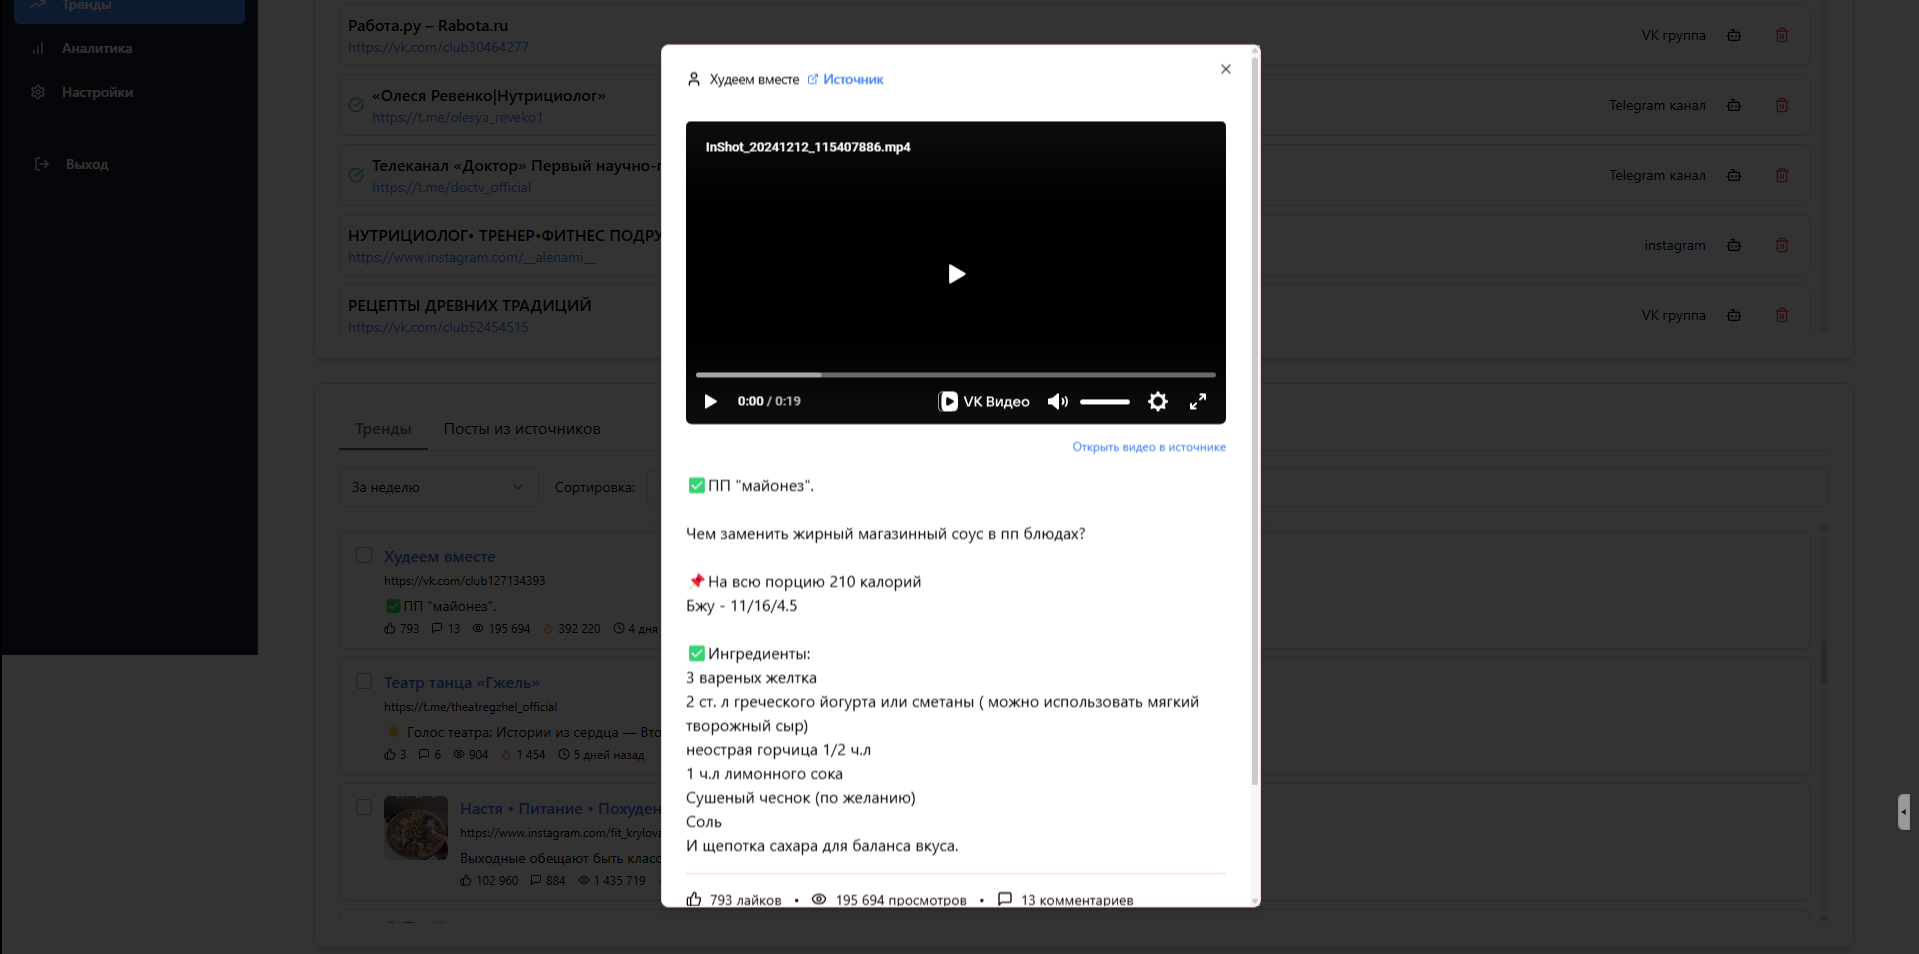 Тренды
Аналитика
Настройки
Выход
Работа.ру – Rabota.ru
https://vk.com/club30464277
VK группа
«Олеся Ревенко|Нутрициолог»
https://t.me/olesya_reveko1
Telegram канал
Телеканал «Доктор» Первый научно-
https://t.me/doctv_official
Telegram канал
НУТРИЦИОЛОГ• ТРЕНЕР•ФИТНЕС ПОДРУ
https://www.instagram.com/__alenami__
instagram
РЕЦЕПТЫ ДРЕВНИХ ТРАДИЦИЙ
https://vk.com/club52454515
VK группа
Тренды
Посты из источников
За неделю
Сортировка:
Худеем вместе
https://vk.com/club127134393
✅ ПП "майонез".
793 13 195 694 392 220 4 дня
Театр танца «Гжель»
https://t.me/theatregzhel_official
Голос театра: Истории из сердца — Вто
3 6 904 1 454 5 дней назад
Настя • Питание • Похуден
https://www.instagram.com/fit_krylova
Выходные обещают быть класс
102 960 884 1 435 719
Худеем вместе Источник
InShot_20241212_115407886.mp4
0:00 / 0:19
VK Видео
Открыть видео в источнике
✅ ПП "майонез".
Чем заменить жирный магазинный соус в пп блюдах?
📌 На всю порцию 210 калорий
Бжу - 11/16/4.5
✅ Ингредиенты:
3 вареных желтка
2 ст. л греческого йогурта или сметаны ( можно использовать мягкий
творожный сыр)
неострая горчица 1/2 ч.л
1 ч.л лимонного сока
Сушеный чеснок (по желанию)
Соль
И щепотка сахара для баланса вкуса.
793 лайков • 195 694 просмотров • 13 комментариев